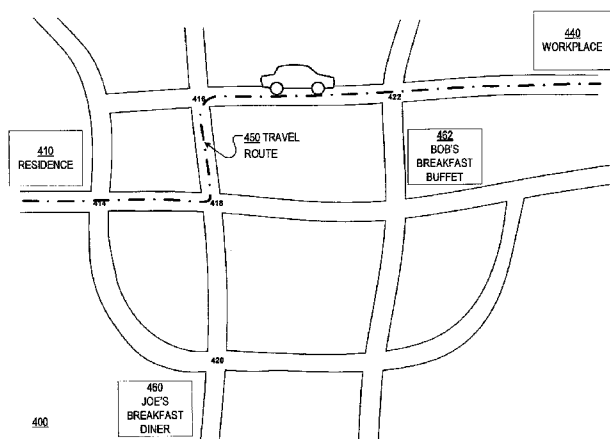 440
WORKPLACE
419
422
450 TRAVEL
ROUTE
462
BOB'S
BREAKFAST
BUFFET
410
RESIDENCE
414
418
420
460
JOE'S
BREAKFAST
DINER
400